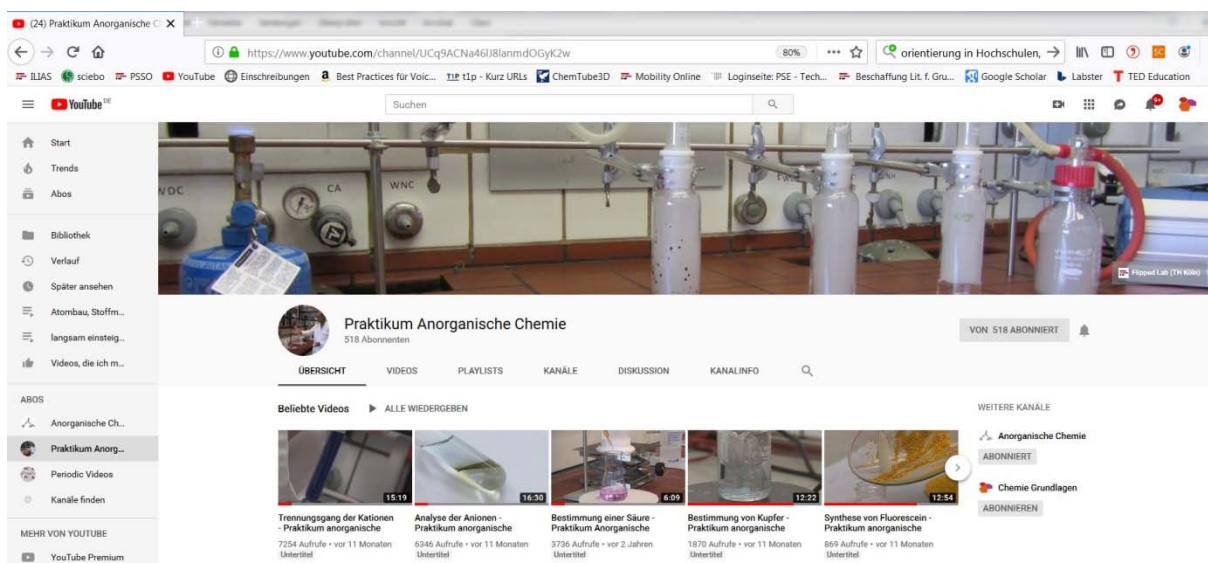 (24) Praktikum Anorganische C
https://www.youtube.com/channel/UCq9ACNa46U8lanmdOGyK2w
80%
orientierung in Hochschulen,
ILIAS sciebo PSSO YouTube Einschreibungen Best Practices für Voic... t1p - Kurz URLs ChemTube3D Mobility Online Loginseite: PSE - Tech... Beschaffung Lit. f. Gru... Google Scholar Labster TED Education
YouTube DE
Suchen
9+
Start
Trends
Abos
Bibliothek
Verlauf
Später ansehen
Atombau, Stoffm...
langsam einsteig...
Videos, die ich m...
ABOS
Anorganische Ch...
Praktikum Anorg...
Periodic Videos
Kanäle finden
MEHR VON YOUTUBE
YouTube Premium
WDC CA WNC
Flipped Lab (TH Köln)
Praktikum Anorganische Chemie
518 Abonnenten
VON 518 ABONNIERT
ÜBERSICHT VIDEOS PLAYLISTS KANÄLE DISKUSSION KANALINFO
Beliebte Videos ALLE WIEDERGEBEN
15:19
Trennungsgang der Kationen
- Praktikum anorganische
7254 Aufrufe • vor 11 Monaten
Untertitel
16:30
Analyse der Anionen -
Praktikum anorganische
6346 Aufrufe • vor 11 Monaten
Untertitel
6:09
Bestimmung einer Säure -
Praktikum Anorganische
3736 Aufrufe • vor 2 Jahren
Untertitel
12:22
Bestimmung von Kupfer -
Praktikum anorganische
1870 Aufrufe • vor 11 Monaten
Untertitel
12:54
Synthese von Fluorescein -
Praktikum anorganische
869 Aufrufe • vor 11 Monaten
Untertitel
WEITERE KANÄLE
Anorganische Chemie
ABONNIERT
Chemie Grundlagen
ABONNIEREN